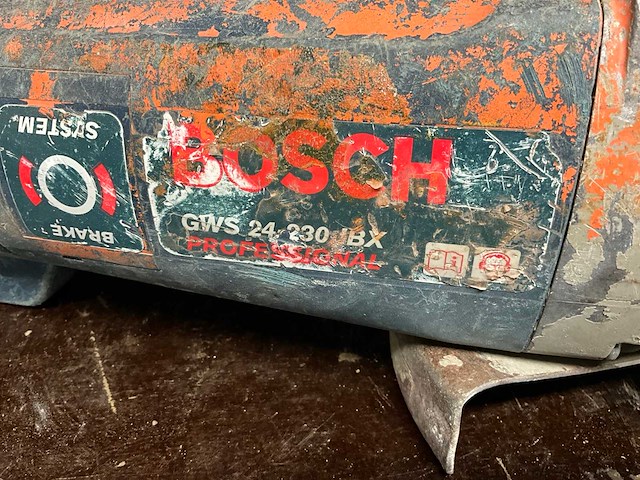 BRAKE
SYSTEM
BOSCH
GWS 24-230 JBX
PROFESSIONAL